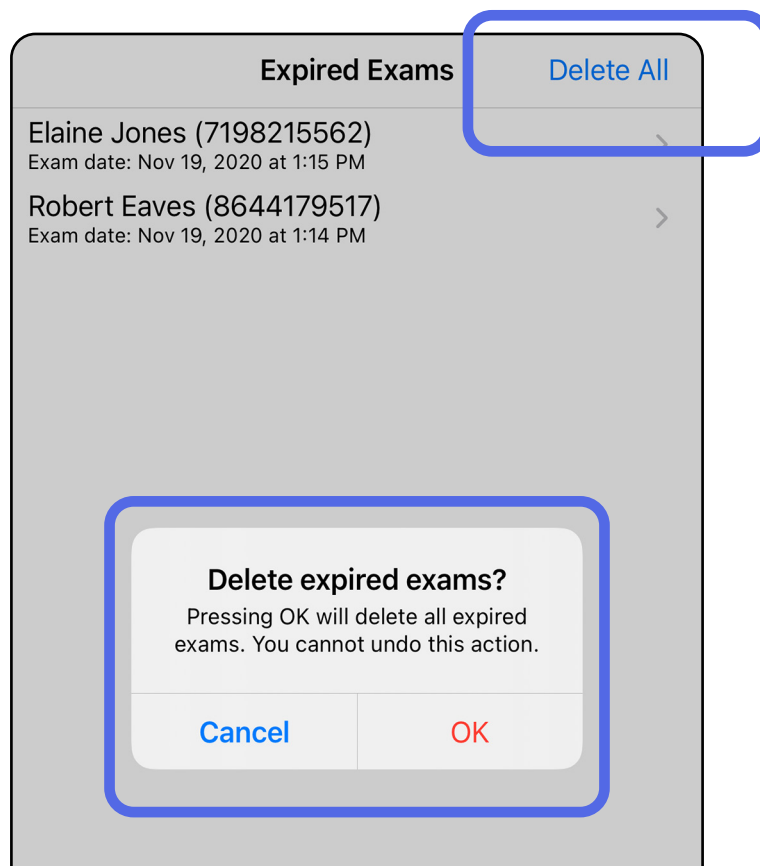 Expired Exams
Delete All
Elaine Jones (7198215562)
Exam date: Nov 19, 2020 at 1:15 PM
Robert Eaves (8644179517)
Exam date: Nov 19, 2020 at 1:14 PM
Delete expired exams?
Pressing OK will delete all expired
exams. You cannot undo this action.
Cancel
OK